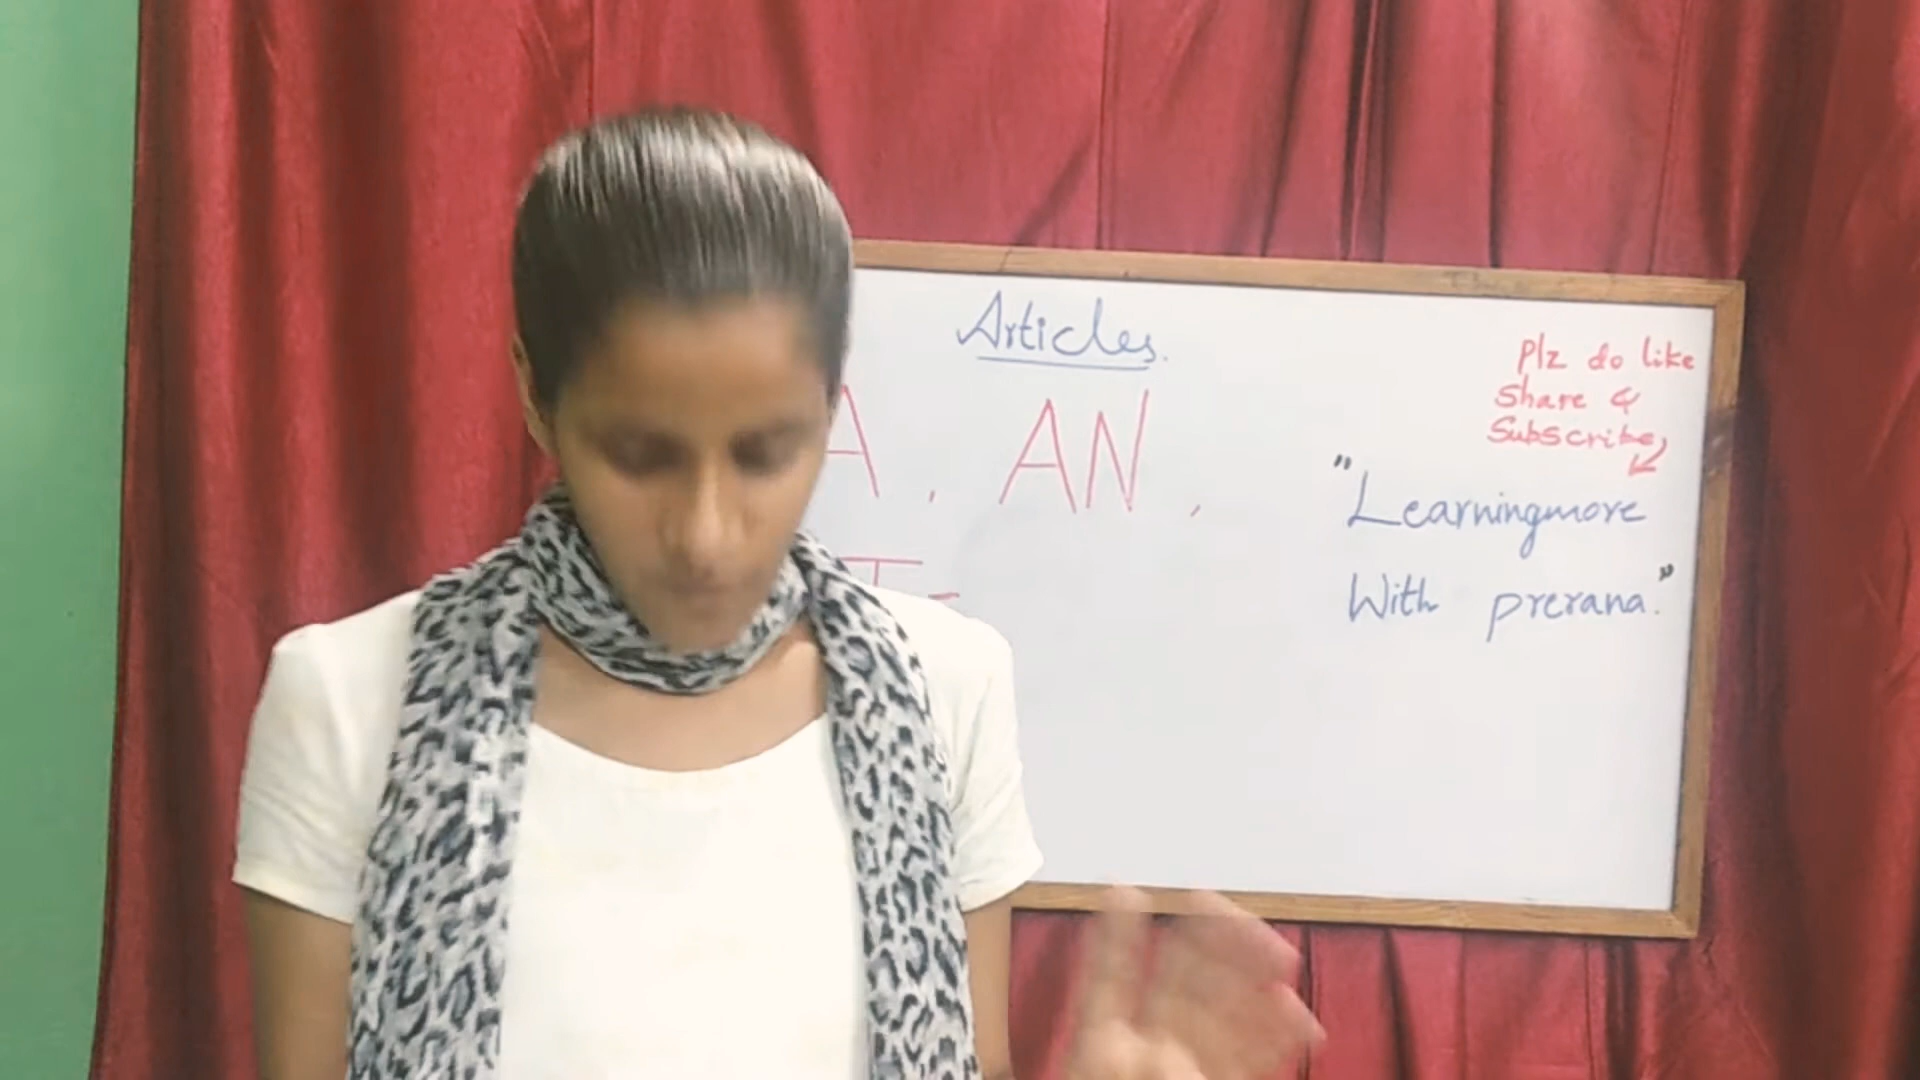 Articles.
A, AN,
Plz do like
Share &
Subscribe
"Learningmore
With prerana."